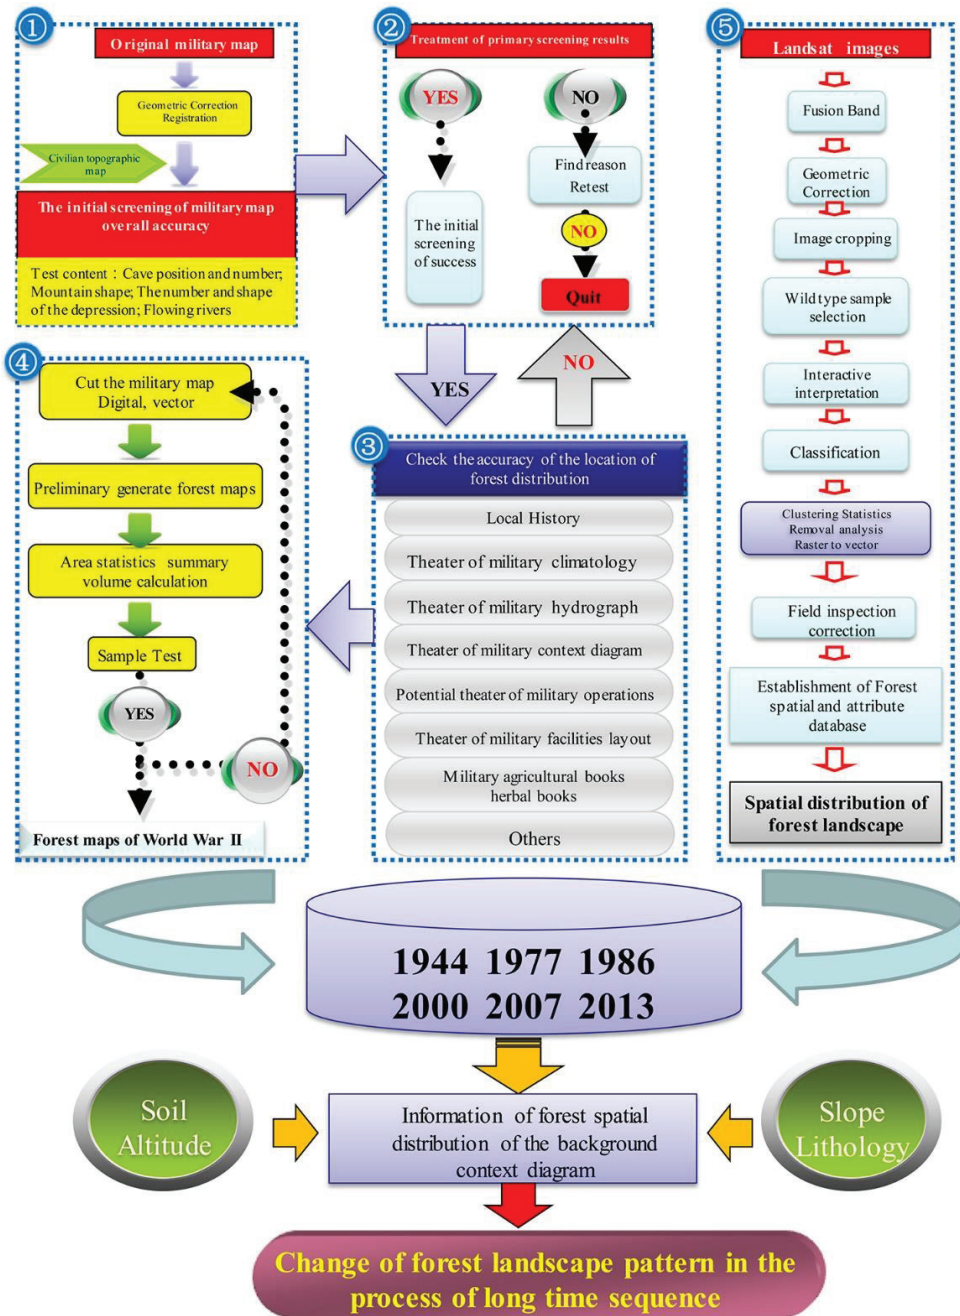 ①
Original military map
Geometric Correction
Registration
Civilian topographic
map
The initial screening of military map
overall accuracy
Test content：Cave position and number;
Mountain shape; The number and shape
of the depression; Flowing rivers
②
Treatment of primary screening results
YES
NO
The initial
screening of
of success
Find reason
Retest
NO
Quit
YES
NO
③
Check the accuracy of the location of
forest distribution
Local History
Theater of military climatology
Theater of military hydrograph
Theater of military context diagram
Potential theater of military operations
Theater of military facilities layout
Military agricultural books
herbal books
Others
④
Cut the military map
Digital, vector
Preliminary generate forest maps
Area statistics summary
volume calculation
Sample Test
YES
NO
Forest maps of World War II
⑤
Landsat images
Fusion Band
Geometric
Correction
Image cropping
Wild type sample
selection
Interactive
interpretation
Classification
Clustering Statistics
Removal analysis
Raster to vector
Field inspection
correction
Establishment of Forest
spatial and attribute
database
Spatial distribution of
forest landscape
1944 1977 1986
2000 2007 2013
Soil
Altitude
Information of forest spatial
distribution of the background
context diagram
Slope
Lithology
Change of forest landscape pattern in the
process of long time sequence